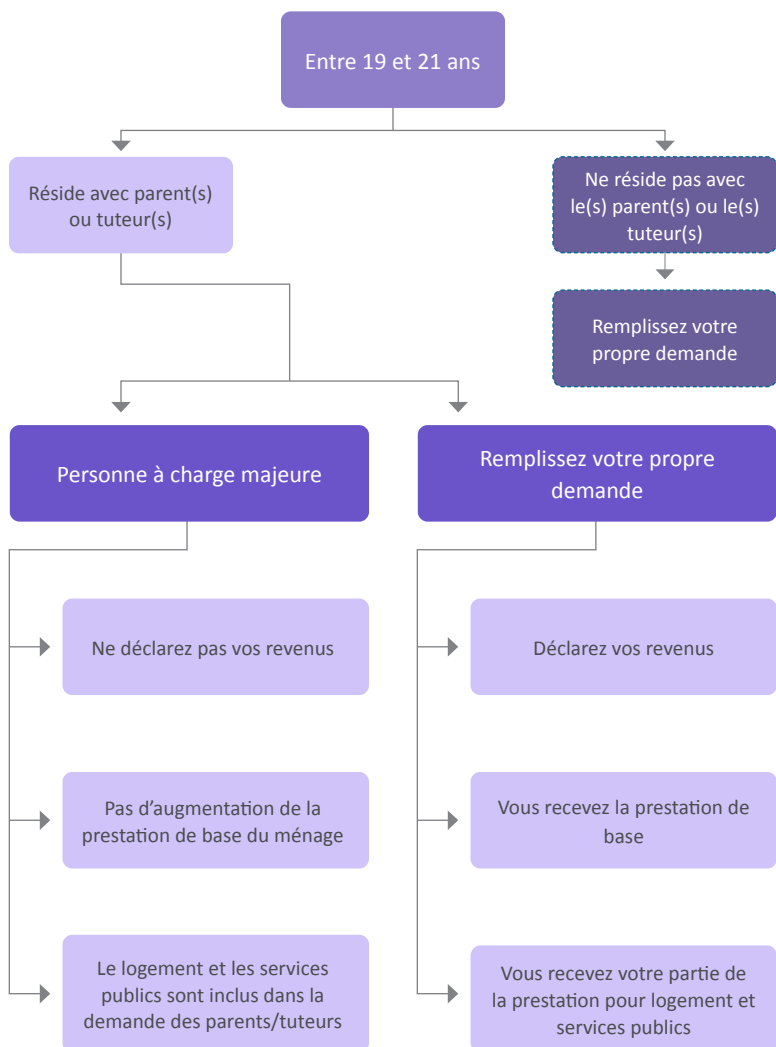 Entre 19 et 21 ans
Réside avec parent(s)
ou tuteur(s)
Ne réside pas avec
le(s) parent(s) ou le(s)
tuteur(s)
Remplissez votre
propre demande
Personne à charge majeure
Remplissez votre propre
demande
Ne déclarez pas vos revenus
Déclarez vos revenus
Pas d’augmentation de la
prestation de base du ménage
Vous recevez la prestation de
base
Le logement et les services
publics sont inclus dans la
demande des parents/tuteurs
Vous recevez votre partie de
la prestation pour logement et
services publics